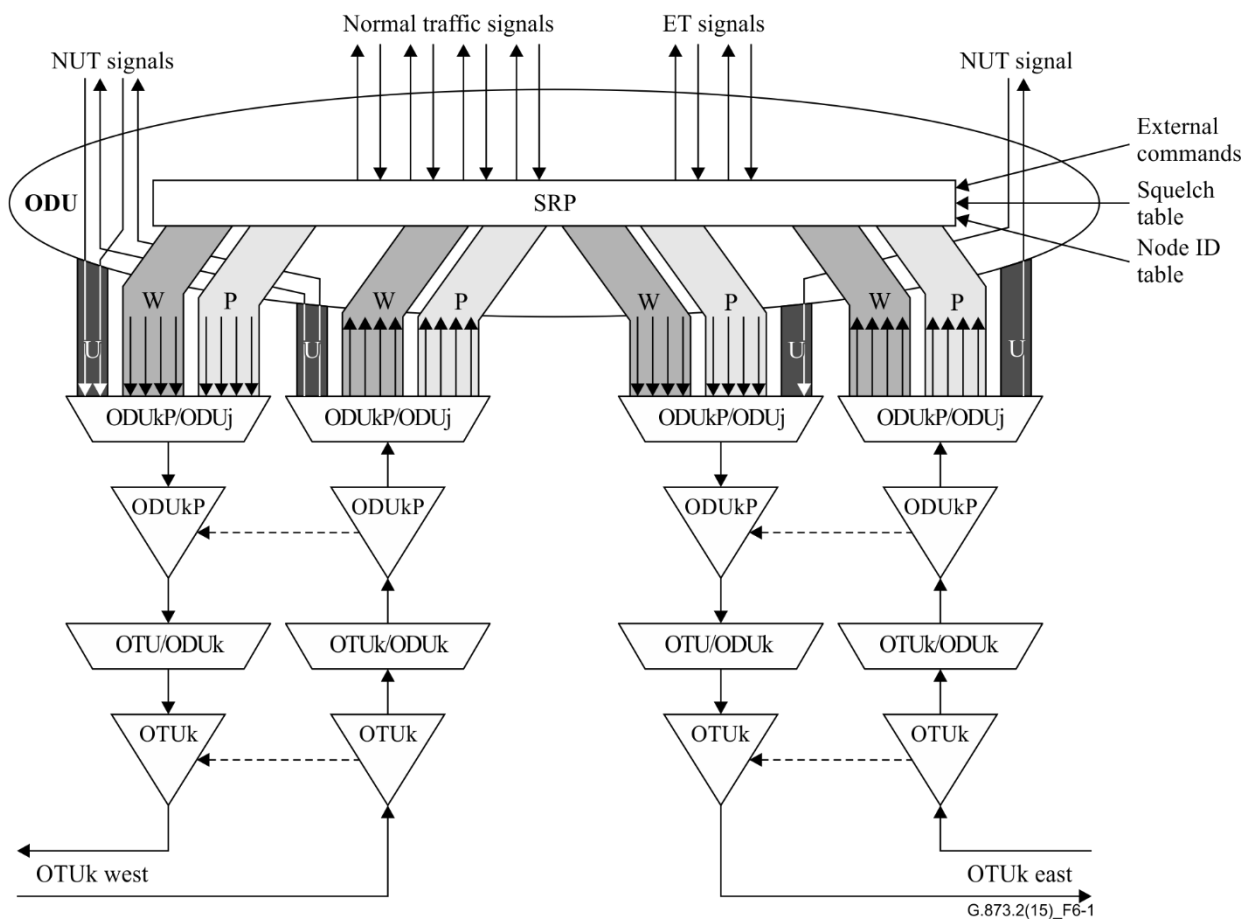 Normal traffic signals
ET signals
NUT signals
NUT signal
External
commands
ODU
SRP
Squelch
table
Node ID
table
W
P
W
P
W
P
W
P
U
U
U
U
ODUkP/ODUj
ODUkP/ODUj
ODUkP/ODUj
ODUkP/ODUj
ODUkP
ODUkP
ODUkP
ODUkP
OTU/ODUk
OTUk/ODUk
OTU/ODUk
OTUk/ODUk
OTUk
OTUk
OTUk
OTUk
OTUk west
OTUk east
G.873.2(15)_F6-1